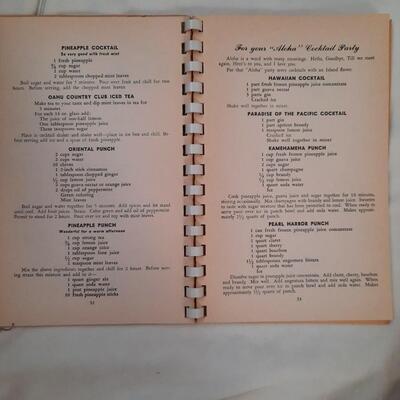 PINEAPPLE COCKTAIL
So very good with fresh mint
1 fresh pineapple
¾ cup sugar
1 cup water
2 tablespoons chopped mint leaves
Boil sugar and water for 5 minutes. Pour over fruit and chill for two
hours. Before serving, add the chopped mint leaves.
OAHU COUNTRY CLUB ICED TEA
Make tea to your taste and dip mint leaves in tea for
5 minutes
For each 14 oz. glass add:
The juice of one-half lemon
One tablespoon pineapple juice
Three teaspoons sugar
Place in cocktail shaker and shake well—place in ice box and chill. Before
serving add ice and a spear of fresh pineapple.
ORIENTAL PUNCH
2 cups sugar
2 cups water
10 cloves
1 2-inch stick cinnamon
1 tablespoon chopped ginger
½ cup lemon juice
cups guava nectar or orange juice
2 drops oil of peppermint
Green coloring
Mint leaves
Boil sugar and water together for 5 minutes. Add spices and let stand
until cool. Add fruit juices. Strain. Color green and add oil of peppermint.
Permit to stand for 2 hours. Pour over ice and add mint leaves.
PINEAPPLE PUNCH
Wonderful for a warm afternoon
1 cup strong tea
¾ cup lemon juice
1 cup orange juice
2 tablespoons lime juice
1 cup sugar
1 teaspoon mint leaves
Mix the above ingredients together and chill for 2 hours. Before serving
strain this mixture and add to it:
1 quart ginger ale
1 quart soda water
1 pint pineapple juice
10 fresh pineapple sticks
52
For your "Aloha" Cocktail Party
Aloha is a word with many meanings. Hello, Goodbye, Till we meet
again, Here's to you, and I love you.
For that "Aloha" party serve cocktails with an Island flavor.
HAWAIIAN COCKTAIL
1 part fresh frozen pineapple juice concentrate
1 part guava nectar
3 parts gin
Cracked ice
Shake well together in mixer.
PARADISE OF THE PACIFIC COCKTAIL
1 part gin
1 part apricot brandy
1 teaspoon lemon juice
Cracked ice
Shake well together in mixer
KAMEHAMEHA PUNCH
1 can fresh frozen pineapple juice
1 cup guava juice
2 cups sugar
1 quart champagne
½ cup brandy
½ cup lemon juice
1 quart soda water
Ice
Cook pineapple juice, guava juice and sugar together for 10 minutes,
stirring occasionally. Mix champagne with brandy and lemon juice. Sweeten
to taste with sugar mixture that has been permitted to cool. When ready to
serve pour over ice in punch bowl and add soda water. Makes approximately
1½ quarts of punch.
PEARL HARBOR PUNCH
1 can fresh frozen pineapple juice concentrate
1 cup sugar
1 quart claret
1 quart sherry
1 quart bourbon
1 quart brandy
1½ tablespoons angostura bitters
1 quart soda water
Ice
Dissolve sugar in pineapple juice concentrate. Add claret, sherry, bourbon
and brandy. Mix well. Add angostura bitters and mix well again. When
ready to serve pour over ice in punch bowl and add soda water. Makes
approximately 1½ gallons of punch.
53